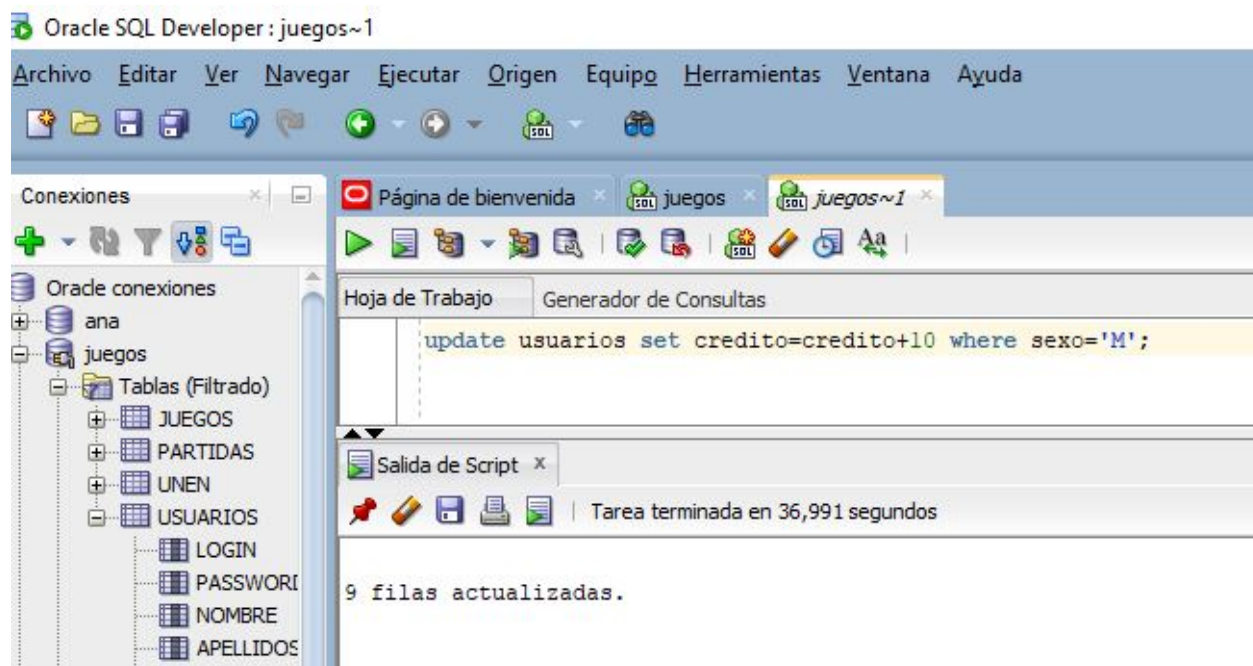 Oracle SQL Developer : juegos~1
Archivo Editar Ver Navegar Ejecutar Origen Equipo Herramientas Ventana Ayuda
Conexiones
Página de bienvenida juegos juegos~1
Oracle conexiones
ana
juegos
Tablas (Filtrado)
JUEGOS
PARTIDAS
UNEN
USUARIOS
LOGIN
PASSWORD
NOMBRE
APELLIDOS
Hoja de Trabajo Generador de Consultas
update usuarios set credito=credito+10 where sexo='M';
Salida de Script
Tarea terminada en 36,991 segundos
9 filas actualizadas.